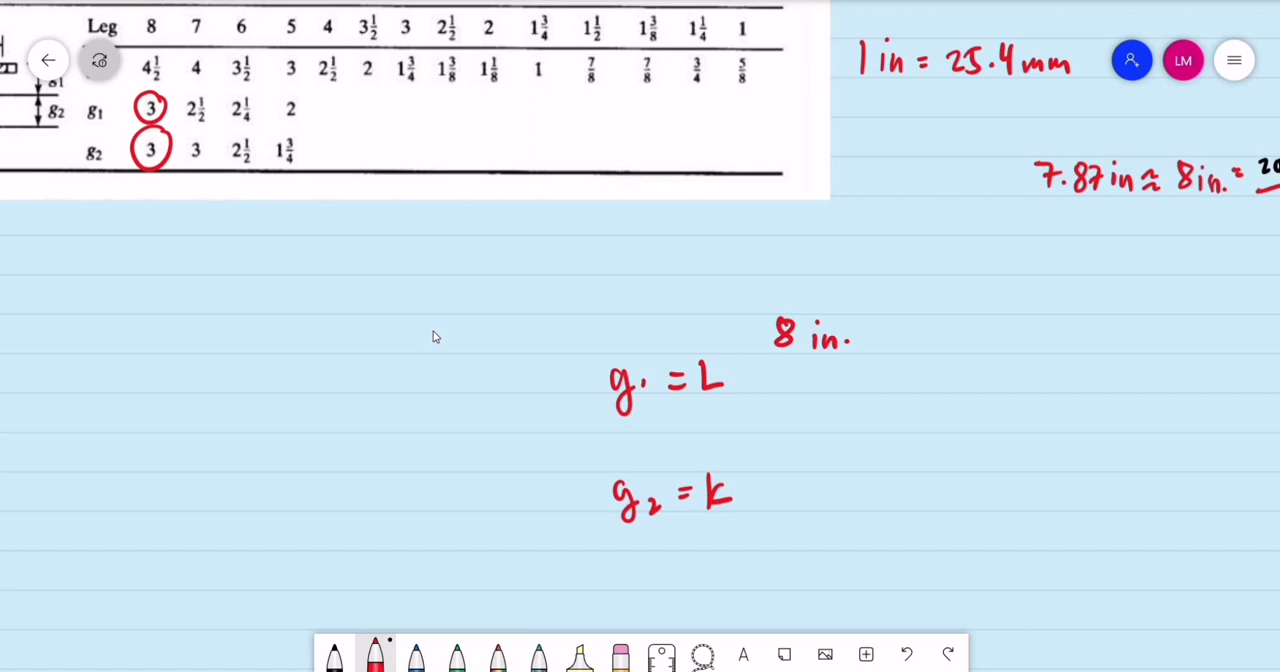 Leg 8 7 6 5 4 3½ 3 2½ 2 1¾ 1½ 1⅜ 1¼ 1
4½ 4 3½ 3 2½ 2 1¾ 1⅜ 1⅛ 1 ⅞ ⅞ ¾ ⅝
g1
g2 g₁ 3 2½ 2¼ 2
g₂ 3 3 2½ 1¾
1 in = 25.4 mm
LM
7.87 in ≈ 8 in. =
8 in.
g₁ = L
g₂ = k
A